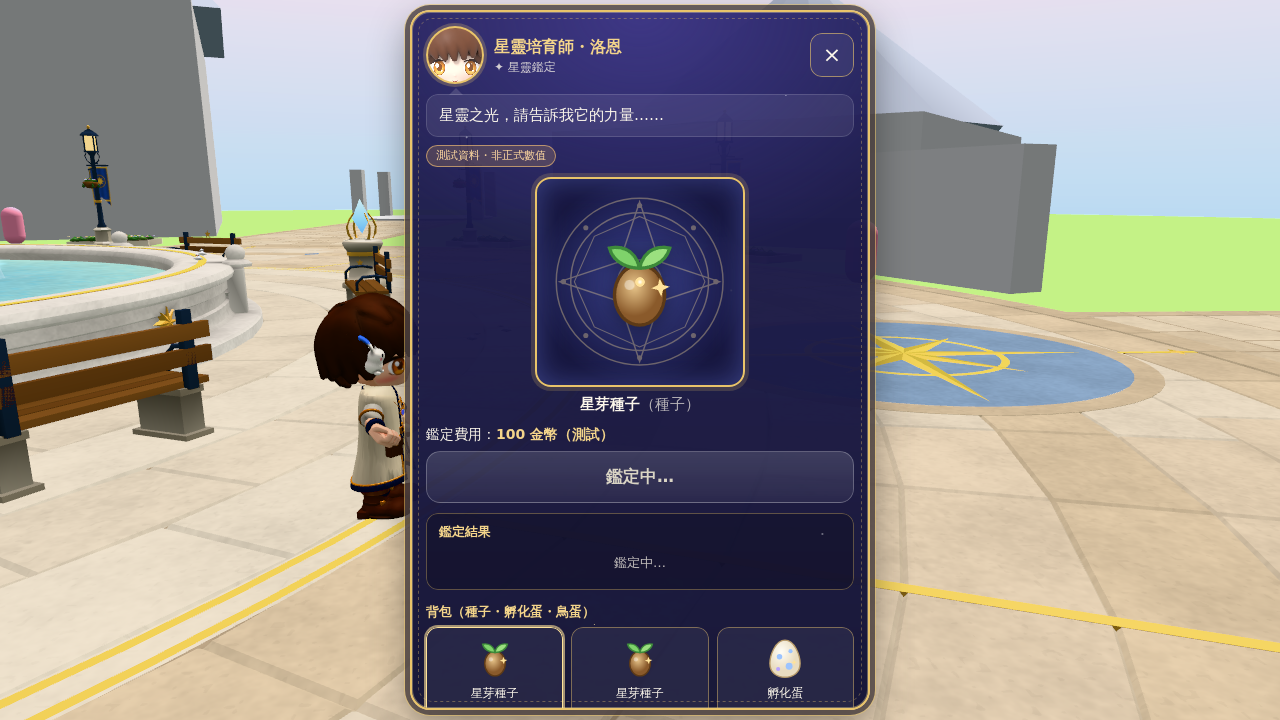 星靈培育師・洛恩
✦ 星靈鑑定
×
星靈之光，請告訴我它的力量……
測試資料・非正式數值
星芽種子（種子）
鑑定費用：100 金幣（測試）
鑑定中…
鑑定結果
鑑定中…
背包（種子・孵化蛋・鳥蛋）
星芽種子
星芽種子
孵化蛋